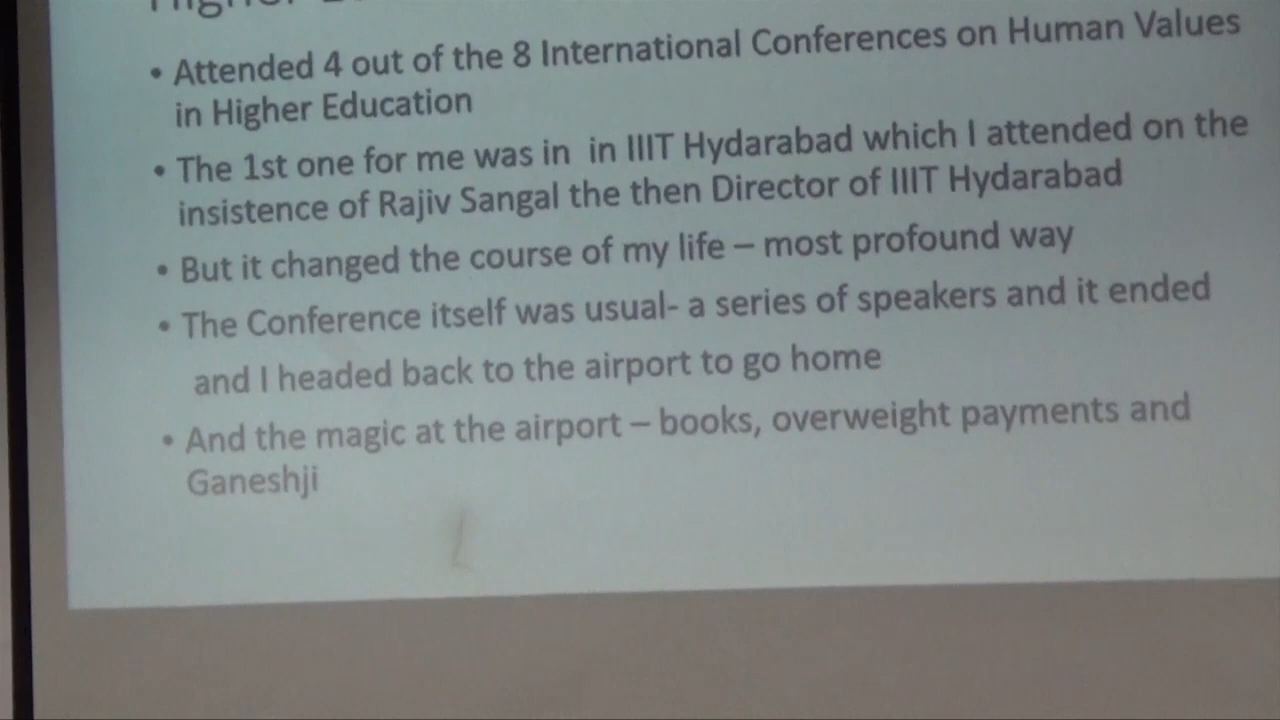 Higher
• Attended 4 out of the 8 International Conferences on Human Values
in Higher Education
• The 1st one for me was in in IIIT Hydarabad which I attended on the
insistence of Rajiv Sangal the then Director of IIIT Hydarabad
• But it changed the course of my life – most profound way
• The Conference itself was usual- a series of speakers and it ended
and I headed back to the airport to go home
• And the magic at the airport – books, overweight payments and
Ganeshji